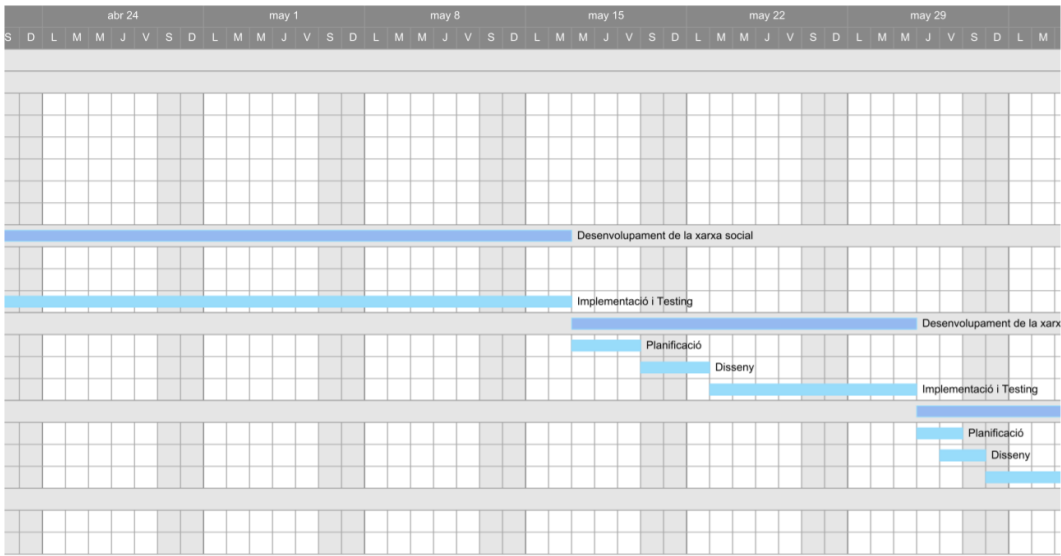 abr 24 may 1 may 8 may 15 may 22 may 29
S D L M M J V S D L M M J V S D L M M J V S D L M M J V S D L M M J V S D L M M J V S D L M
Desenvolupament de la xarxa social
Implementació i Testing
Desenvolupament de la xarx
Planificació
Disseny
Implementació i Testing
Planificació
Disseny